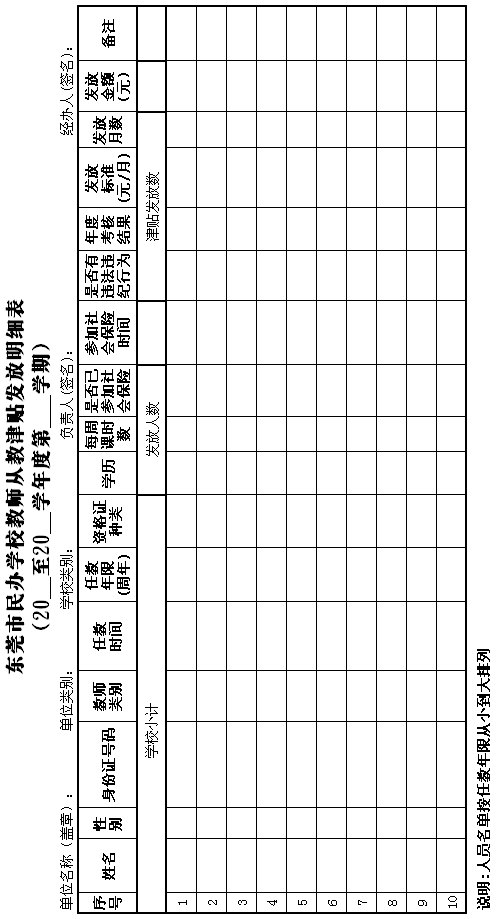 东莞市民办学校教师从教津贴发放明细表
（20__至20__学年度第___学期）
单位名称（盖章）： 单位类别： 学校类别： 负责人(签名)： 经办人(签名)：
序号 姓名 性别 身份证号码 教师类别 任教时间 任教年限(周年) 资格证种类 学历 每周课时数 是否已参加社会保险 参加社会保险时间 是否有违法违纪行为 年度考核结果 发放标准(元/月) 发放月数 发放金额(元) 备注
学校小计 发放人数 津贴发放数
1
2
3
4
5
6
7
8
9
10
说明:人员名单按任教年限从小到大排列